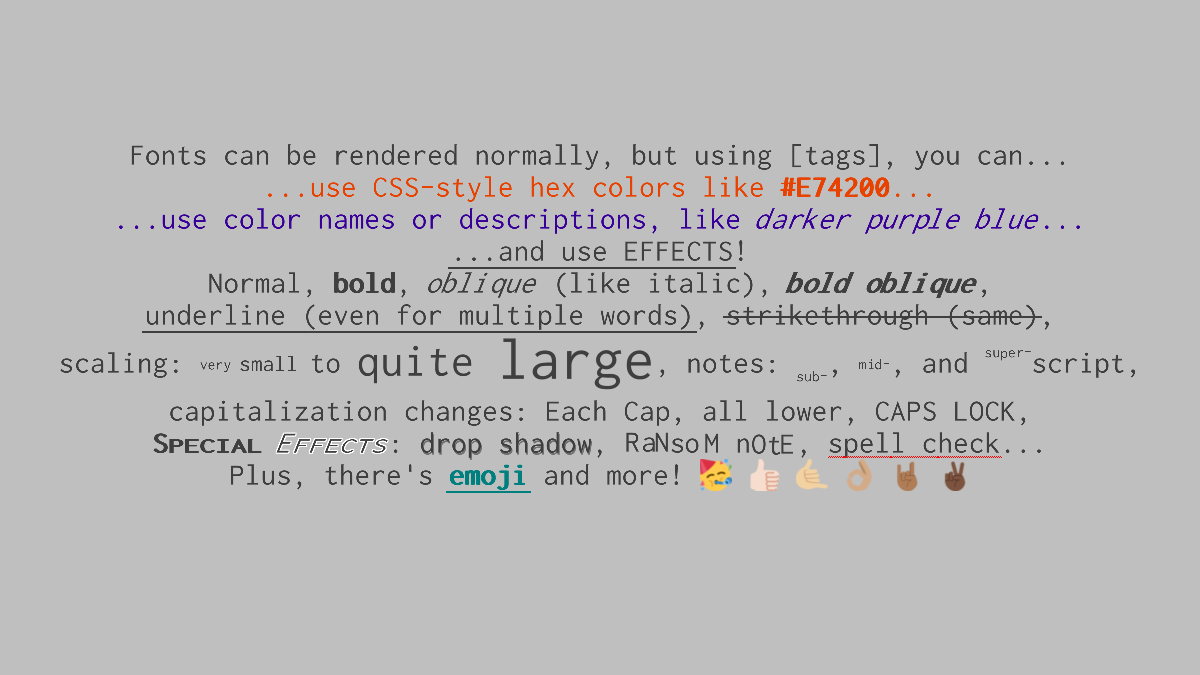 Fonts can be rendered normally, but using [tags], you can...
...use CSS-style hex colors like #E74200...
...use color names or descriptions, like darker purple blue...
...and use EFFECTS!
Normal, bold, oblique (like italic), bold oblique,
underline (even for multiple words), strikethrough (same),
scaling: very small to quite large, notes: sub-, mid-, and super-script,
capitalization changes: Each Cap, all lower, CAPS LOCK,
SPECIAL EFFECTS: drop shadow, RaNsoM nOtE, spell check...
Plus, there's emoji and more! 🥳 👍🏻 🤙🏼 👌🏽 🤘🏾 ✌🏿